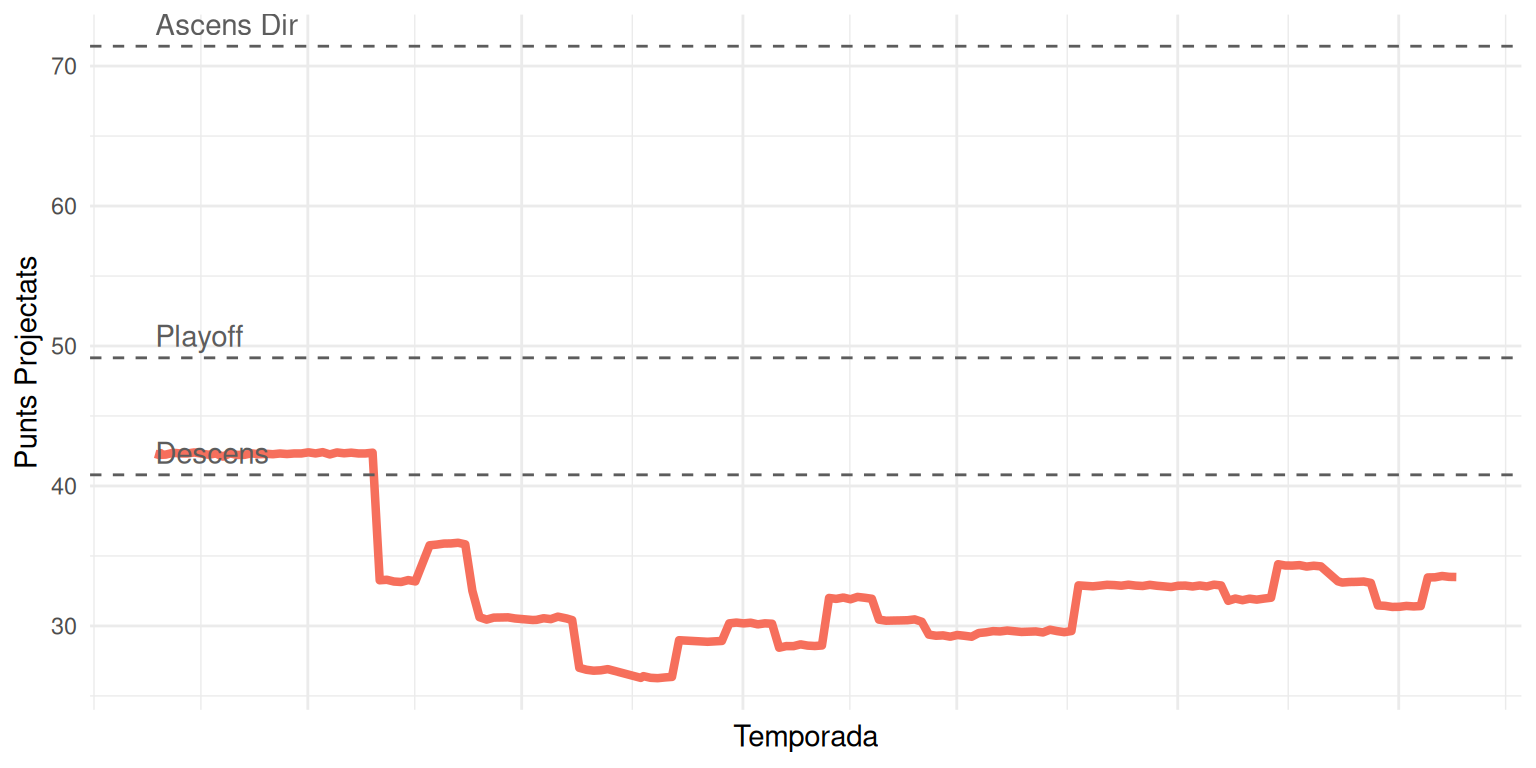 Ascens Dir
70
60
Punts Projectats
Playoff
50
Descens
40
30
Temporada